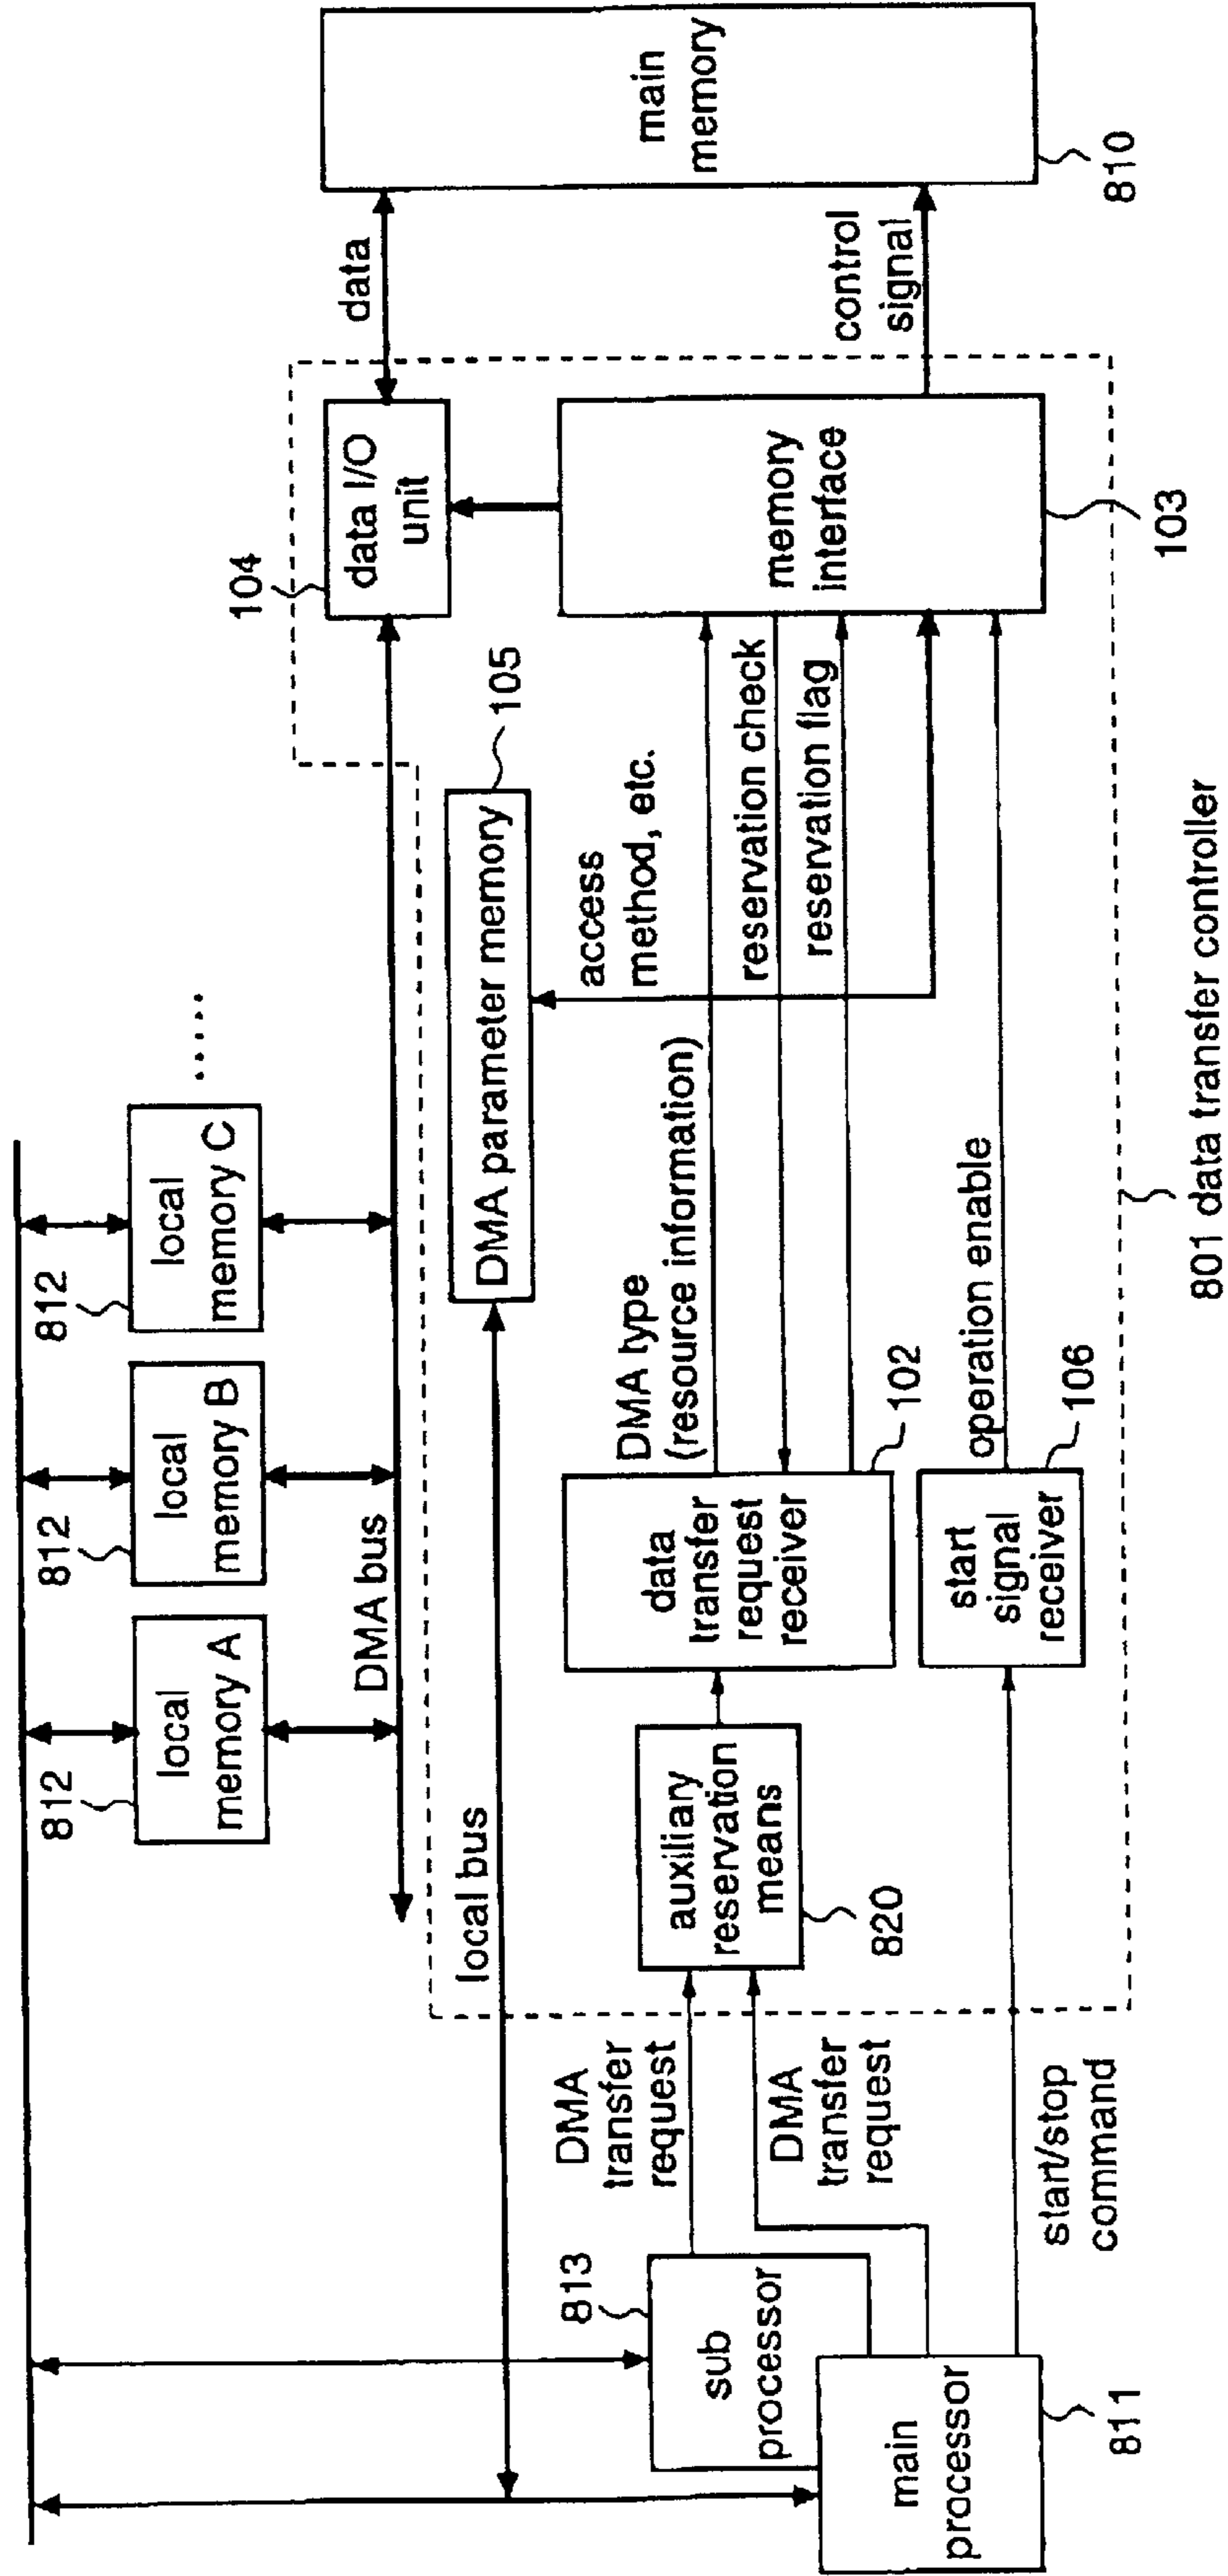 812
local
memory A
812
local
memory B
812
local
memory C
.....
DMA bus
local bus
DMA parameter memory
105
104
data I/O
unit
data
main
memory
810
control
signal
memory
interface
103
access
method, etc.
reservation check
reservation flag
DMA type
(resource information)
operation enable
data
transfer
request
receiver
102
start
signal
receiver
106
auxiliary
reservation
means
820
DMA
transfer
request
DMA
transfer
request
start/stop
command
813
sub
processor
main
processor
811
801 data transfer controller